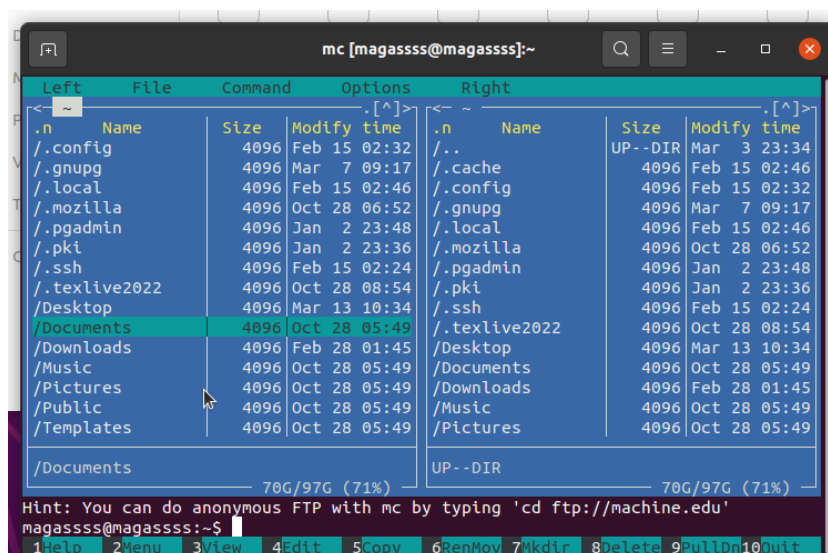 mc [magassss@magassss]:~
Left File Command Options Right
<─ ~ .[^]> <─ ~ .[^]>
.n Name Size Modify time .n Name Size Modify time
/.config 4096 Feb 15 02:32 /.. UP--DIR Mar 3 23:34
/.gnupg 4096 Mar 7 09:17 /.cache 4096 Feb 15 02:46
/.local 4096 Feb 15 02:46 /.config 4096 Feb 15 02:32
/.mozilla 4096 Oct 28 06:52 /.gnupg 4096 Mar 7 09:17
/.pgadmin 4096 Jan 2 23:48 /.local 4096 Feb 15 02:46
/.pki 4096 Jan 2 23:36 /.mozilla 4096 Oct 28 06:52
/.ssh 4096 Feb 15 02:24 /.pgadmin 4096 Jan 2 23:48
/.texlive2022 4096 Oct 28 08:54 /.pki 4096 Jan 2 23:36
/Desktop 4096 Mar 13 10:34 /.ssh 4096 Feb 15 02:24
/Documents 4096 Oct 28 05:49 /.texlive2022 4096 Oct 28 08:54
/Downloads 4096 Feb 28 01:45 /Desktop 4096 Mar 13 10:34
/Music 4096 Oct 28 05:49 /Documents 4096 Oct 28 05:49
/Pictures 4096 Oct 28 05:49 /Downloads 4096 Feb 28 01:45
/Public 4096 Oct 28 05:49 /Music 4096 Oct 28 05:49
/Templates 4096 Oct 28 05:49 /Pictures 4096 Oct 28 05:49
/Documents UP--DIR
70G/97G (71%) 70G/97G (71%)
Hint: You can do anonymous FTP with mc by typing 'cd ftp://machine.edu'
magassss@magassss:~$
1Help 2Menu 3View 4Edit 5Copy 6RenMov 7Mkdir 8Delete 9PullDn 10Quit